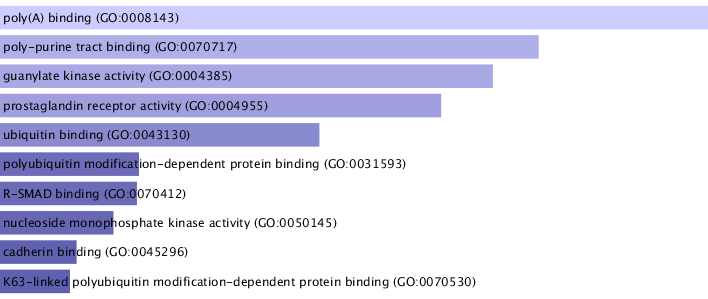 poly(A) binding (GO:0008143)
poly-purine tract binding (GO:0070717)
guanylate kinase activity (GO:0004385)
prostaglandin receptor activity (GO:0004955)
ubiquitin binding (GO:0043130)
polyubiquitin modification-dependent protein binding (GO:0031593)
R-SMAD binding (GO:0070412)
nucleoside monophosphate kinase activity (GO:0050145)
cadherin binding (GO:0045296)
K63-linked polyubiquitin modification-dependent protein binding (GO:0070530)